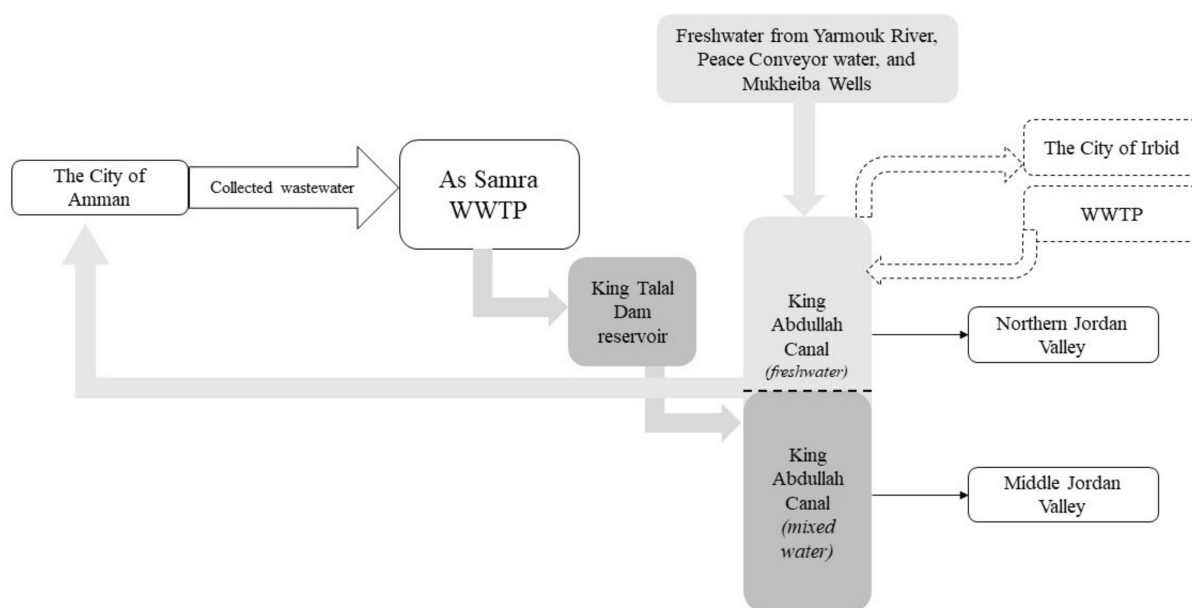 Freshwater from Yarmouk River,
Peace Conveyor water, and
Mukheiba Wells
The City of
Amman
Collected wastewater
As Samra
WWTP
The City of Irbid
WWTP
King Talal
Dam
reservoir
King
Abdullah
Canal
(freshwater)
Northern Jordan
Valley
King
Abdullah
Canal
(mixed
water)
Middle Jordan
Valley